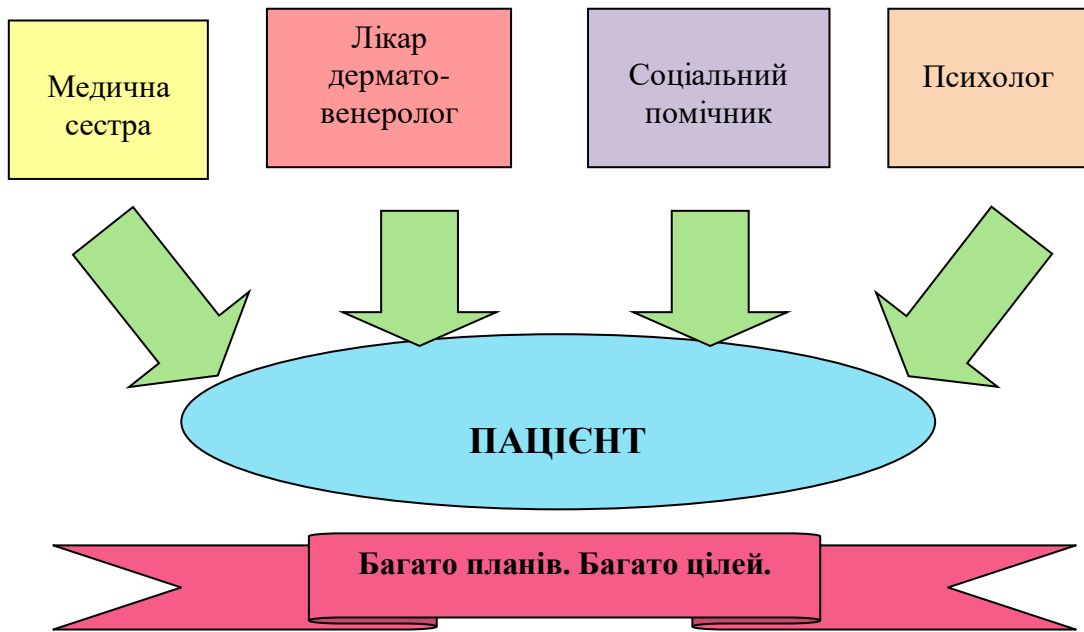 Медична
сестра
Лікар
дермато-
венеролог
Соціальний
помічник
Психолог
ПАЦІЄНТ
Багато планів. Багато цілей.